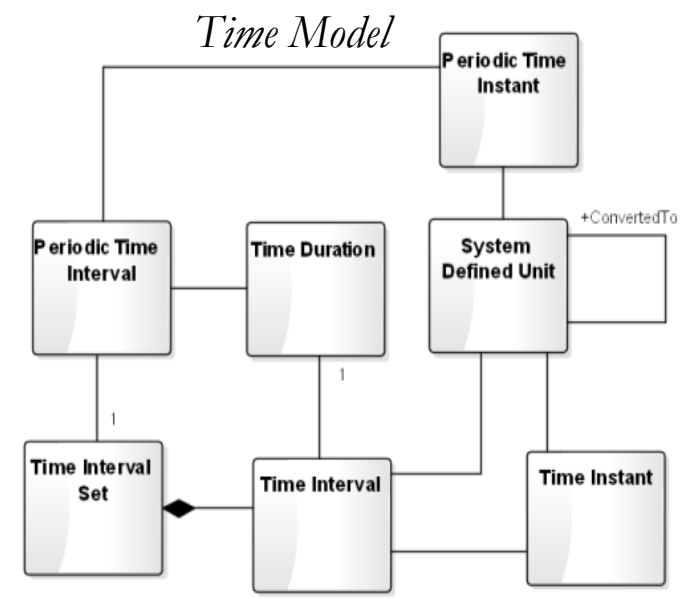 Time Model
Periodic Time
Instant
+ConvertedTo
Periodic Time
Interval
Time Duration
System
Defined Unit
1
1
Time Interval
Set
Time Interval
Time Instant